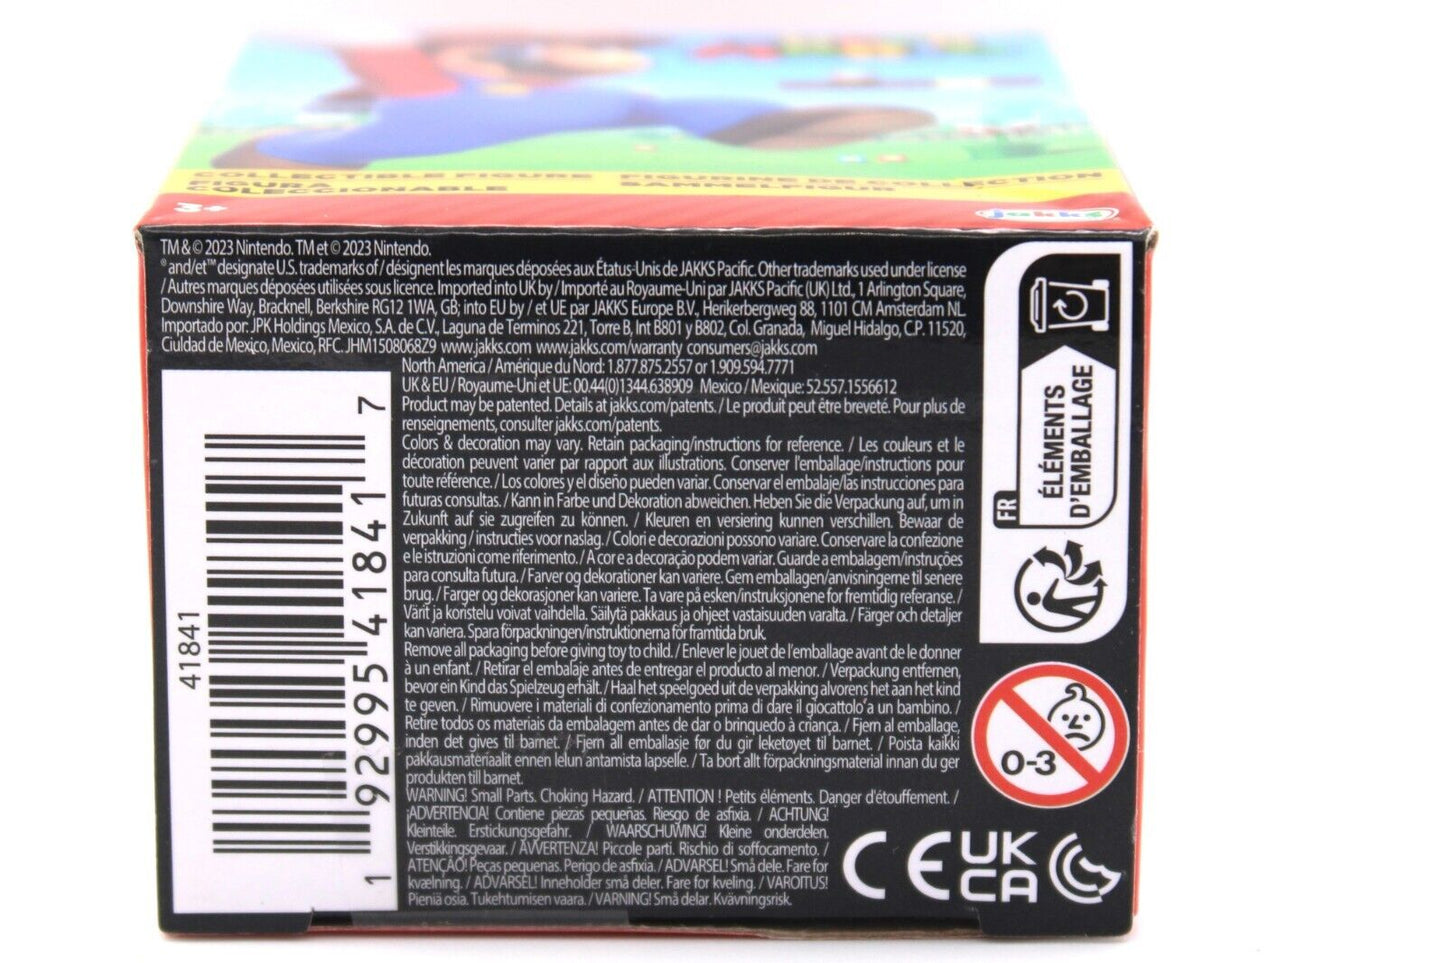 COLLECTIBLE FIGURE FIGURINE DE COLLECTION
FIGURA SAMMELFIGUR
COLECCIONABLE
3+
jakks
TM & © 2023 Nintendo. TM et © 2023 Nintendo.
® and/et ™ designate U.S. trademarks of / désignent les marques déposées aux États-Unis de JAKKS Pacific. Other trademarks used under license
/ Autres marques déposées utilisées sous licence. Imported into UK by / Importé au Royaume-Uni par JAKKS Pacific (UK) Ltd., 1 Arlington Square,
Downshire Way, Bracknell, Berkshire RG12 1WA, GB; into EU by / et UE par JAKKS Europe B.V., Herikerbergweg 88, 1101 CM Amsterdam NL.
Importado por: JPK Holdings Mexico, S.A. de C.V., Laguna de Terminos 221, Torre B, Int B801 y B802, Col. Granada, Miguel Hidalgo, C.P. 11520,
Ciuldad de Mexico, Mexico, RFC. JHM1508068Z9 www.jakks.com www.jakks.com/warranty consumers@jakks.com
North America / Amérique du Nord: 1.877.875.2557 or 1.909.594.7771
UK & EU / Royaume-Uni et UE: 00.44(0)1344.638909 Mexico / Mexique: 52.557.1556612
Product may be patented. Details at jakks.com/patents. / Le produit peut être breveté. Pour plus de
renseignements, consulter jakks.com/patents.
Colors & decoration may vary. Retain packaging/instructions for reference. / Les couleurs et le
décoration peuvent varier par rapport aux illustrations. Conserver l'emballage/instructions pour
toute référence. / Los colores y el diseño pueden variar. Conservar el embalaje/las instrucciones para
futuras consultas. / Kann in Farbe und Dekoration abweichen. Heben Sie die Verpackung auf, um in
Zukunft auf sie zugreifen zu können. / Kleuren en versiering kunnen verschillen. Bewaar de
verpakking / instructies voor naslag. / Colori e decorazioni possono variare. Conservare la confezione
e le istruzioni come riferimento. / A cor e a decoração podem variar. Guarde a embalagem/instruções
para consulta futura. / Farver og dekorationer kan variere. Gem emballagen/anvisningerne til senere
brug. / Farger og dekorasjoner kan variere. Ta vare på esken/instruksjonene for fremtidig referanse. /
Värit ja koristelu voivat vaihdella. Säilytä pakkaus ja ohjeet vastaisuuden varalta. / Färger och detaljer
kan variera. Spara förpackningen/instruktionerna för framtida bruk.
Remove all packaging before giving toy to child. / Enlever le jouet de l'emballage avant de le donner
à un enfant. / Retirar el embalaje antes de entregar el producto al menor. / Verpackung entfernen,
bevor ein Kind das Spielzeug erhält. / Haal het speelgoed uit de verpakking alvorens het aan het kind
te geven. / Rimuovere i materiali di confezionamento prima di dare il giocattolo a un bambino. /
Retire todos os materiais da embalagem antes de dar o brinquedo à criança. / Fjern al emballage,
inden det gives til barnet. / Fjern all emballasje før du gir leketøyet til barnet. / Poista kaikki
pakkausmateriaalit ennen lelun antamista lapselle. / Ta bort allt förpackningsmaterial innan du ger
produkten till barnet.
WARNING! Small Parts. Choking Hazard. / ATTENTION ! Petits éléments. Danger d'étouffement. /
¡ADVERTENCIA! Contiene piezas pequeñas. Riesgo de asfixia. / ACHTUNG!
Kleinteile. Erstickungsgefahr. / WAARSCHUWING! Kleine onderdelen.
Verstikkingsgevaar. / AVVERTENZA! Piccole parti. Rischio di soffocamento. /
ATENÇÃO! Peças pequenas. Perigo de asfixia. / ADVARSEL! Små dele. Fare for
kvælning. / ADVARSEL! Inneholder små deler. Fare for kveling. / VAROITUS!
Pieniä osia. Tukehtumisen vaara. / VARNING! Små delar. Kvävningsrisk.
41841
1 92995 41841 7
FR
ÉLÉMENTS
D'EMBALLAGE
0-3
CE UK
CA